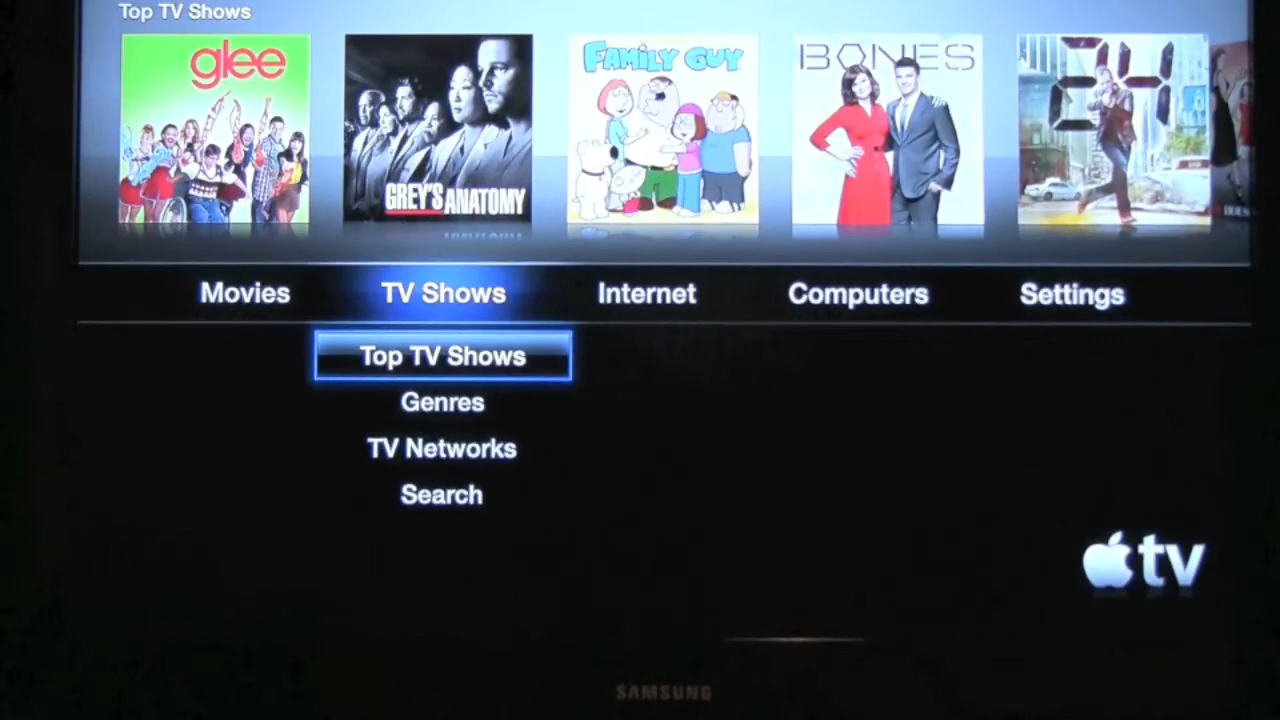 Top TV Shows
glee
GREY'S ANATOMY
FAMILY GUY
BONES
24
Movies
TV Shows
Internet
Computers
Settings
Top TV Shows
Genres
TV Networks
Search
tv
SAMSUNG